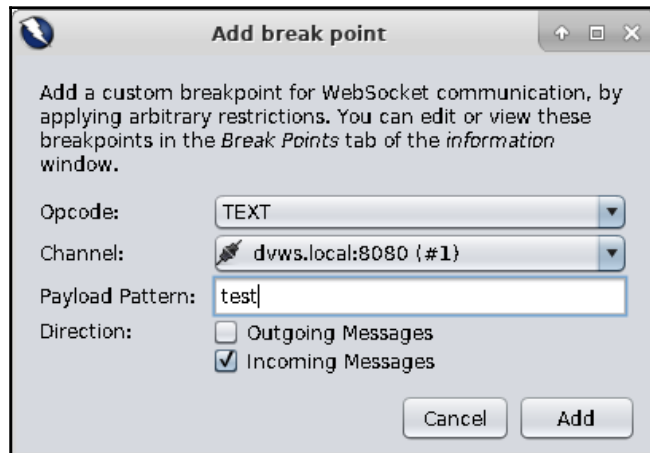 Add break point
Add a custom breakpoint for WebSocket communication, by
applying arbitrary restrictions. You can edit or view these
breakpoints in the Break Points tab of the information
window.
Opcode: TEXT
Channel: dvws.local:8080 (#1)
Payload Pattern: test
Direction: Outgoing Messages
Incoming Messages
Cancel Add